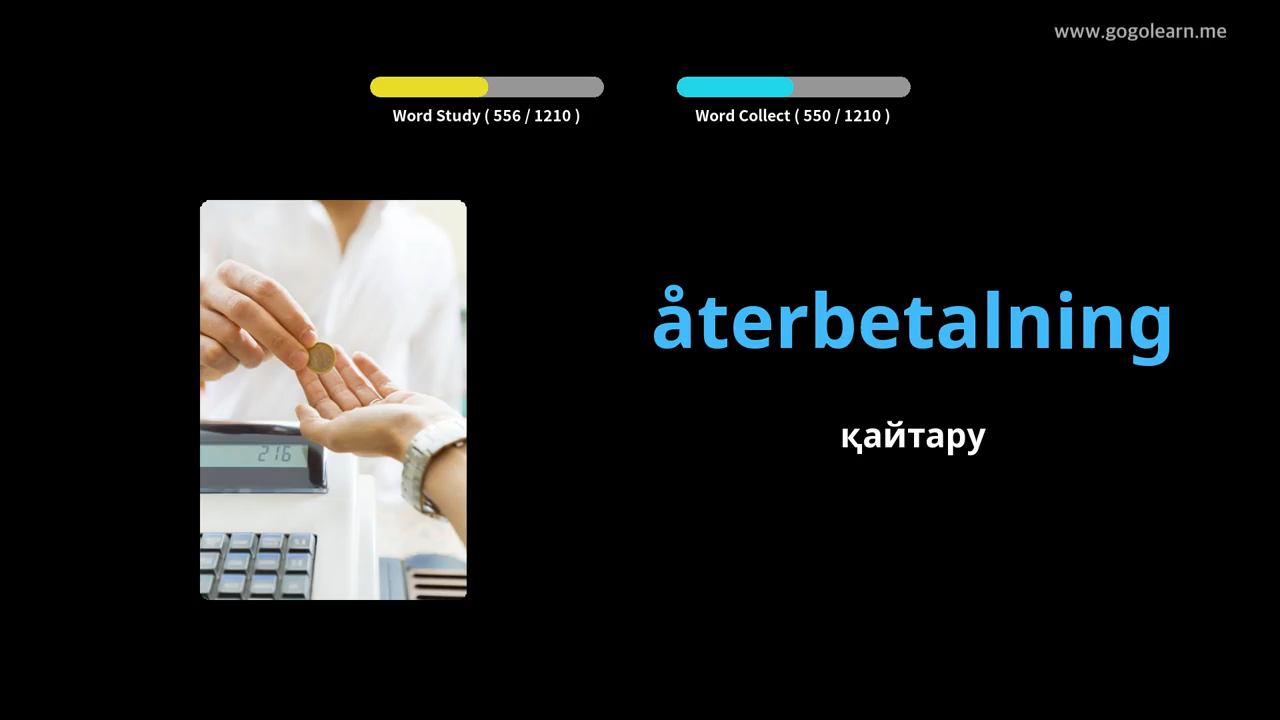 www.gogolearn.me
Word Study ( 556 / 1210 )
Word Collect ( 550 / 1210 )
återbetalning
қайтару
216